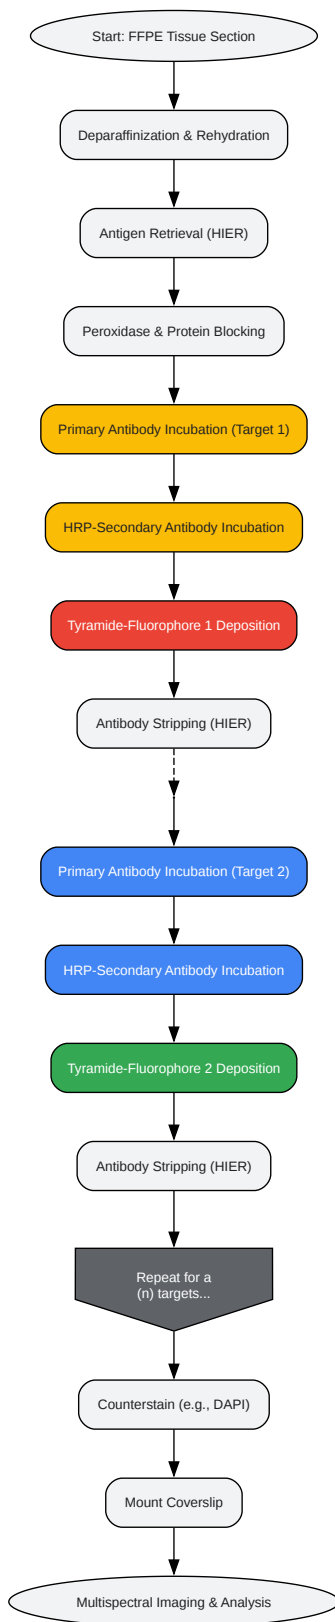 Start: FFPE Tissue Section
Deparaffinization & Rehydration
Antigen Retrieval (HIER)
Peroxidase & Protein Blocking
Primary Antibody Incubation (Target 1)
HRP-Secondary Antibody Incubation
Tyramide-Fluorophore 1 Deposition
Antibody Stripping (HIER)
Primary Antibody Incubation (Target 2)
HRP-Secondary Antibody Incubation
Tyramide-Fluorophore 2 Deposition
Antibody Stripping (HIER)
Repeat for a
(n) targets...
Counterstain (e.g., DAPI)
Mount Coverslip
Multispectral Imaging & Analysis